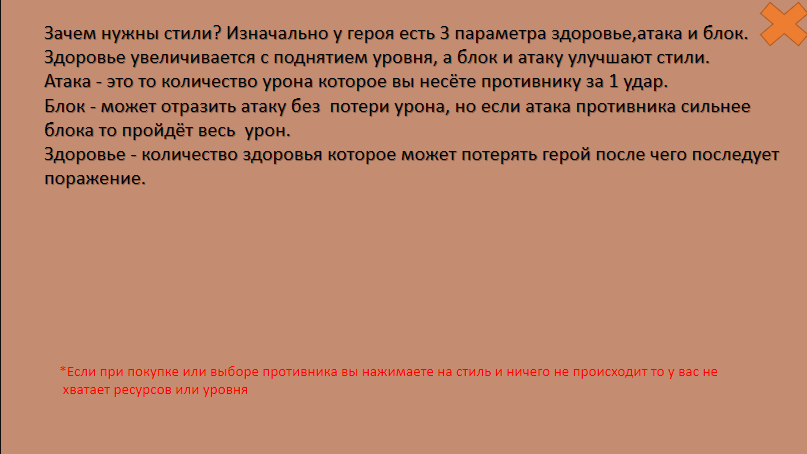 Зачем нужны стили? Изначально у героя есть 3 параметра здоровье,атака и блок.
Здоровье увеличивается с поднятием уровня, а блок и атаку улучшают стили.
Атака - это то количество урона которое вы несёте противнику за 1 удар.
Блок - может отразить атаку без потери урона, но если атака противника сильнее
блока то пройдёт весь урон.
Здоровье - количество здоровья которое может потерять герой после чего последует
поражение.
*Если при покупке или выборе противника вы нажимаете на стиль и ничего не происходит то у вас не
хватает ресурсов или уровня